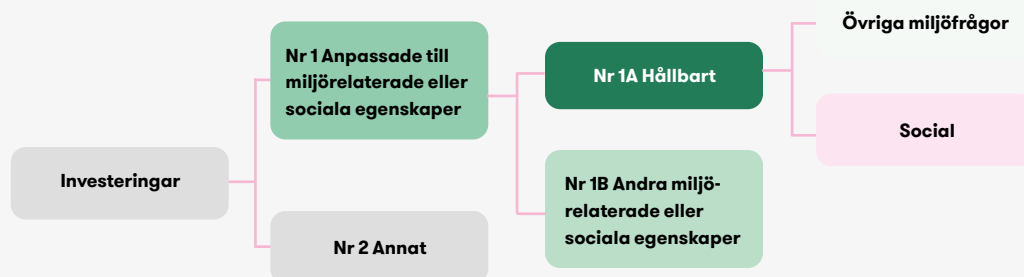 Övriga miljöfrågor
Nr 1 Anpassade till
miljörelaterade eller
sociala egenskaper
Nr 1A Hållbart
Social
Investeringar
Nr 1B Andra miljö-
relaterade eller
sociala egenskaper
Nr 2 Annat